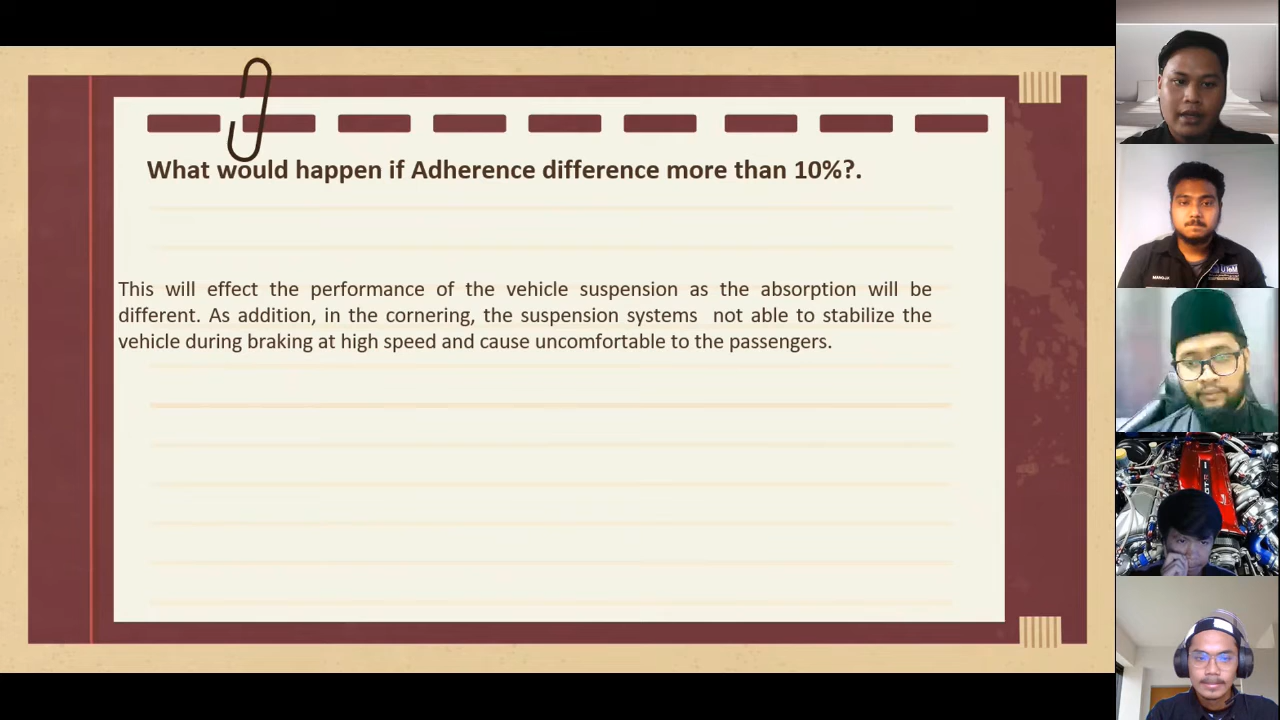 What would happen if Adherence difference more than 10%?.
This will effect the performance of the vehicle suspension as the absorption will be
different. As addition, in the cornering, the suspension systems not able to stabilize the
vehicle during braking at high speed and cause uncomfortable to the passengers.
UTeM